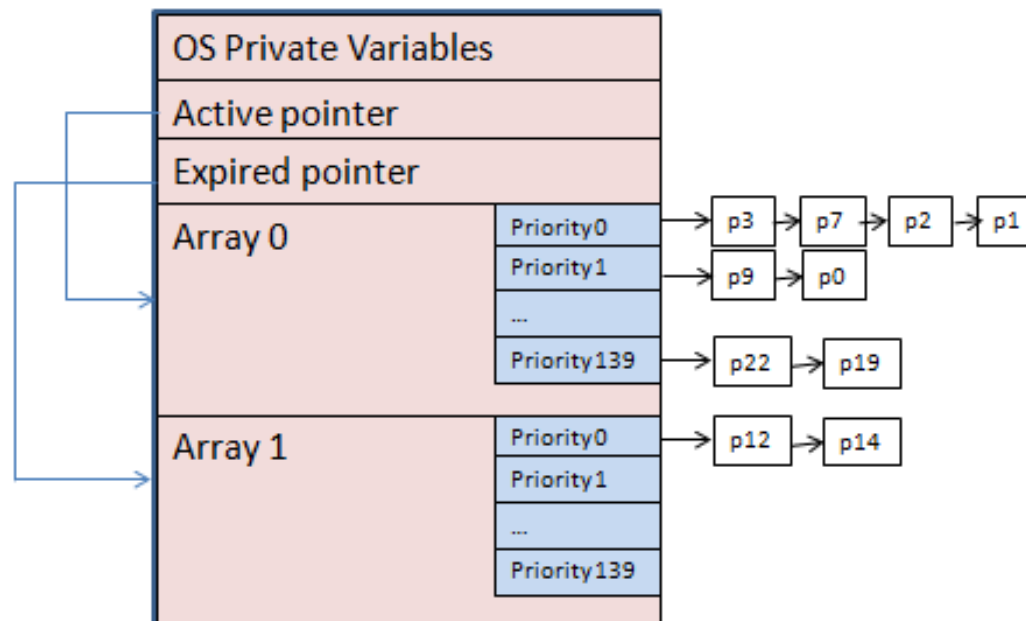 OS Private Variables
Active pointer
Expired pointer
Array 0
Priority0
p3 p7 p2 p1
Priority1
p9 p0
...
Priority139
p22 p19
Array 1
Priority0
p12 p14
Priority1
...
Priority139